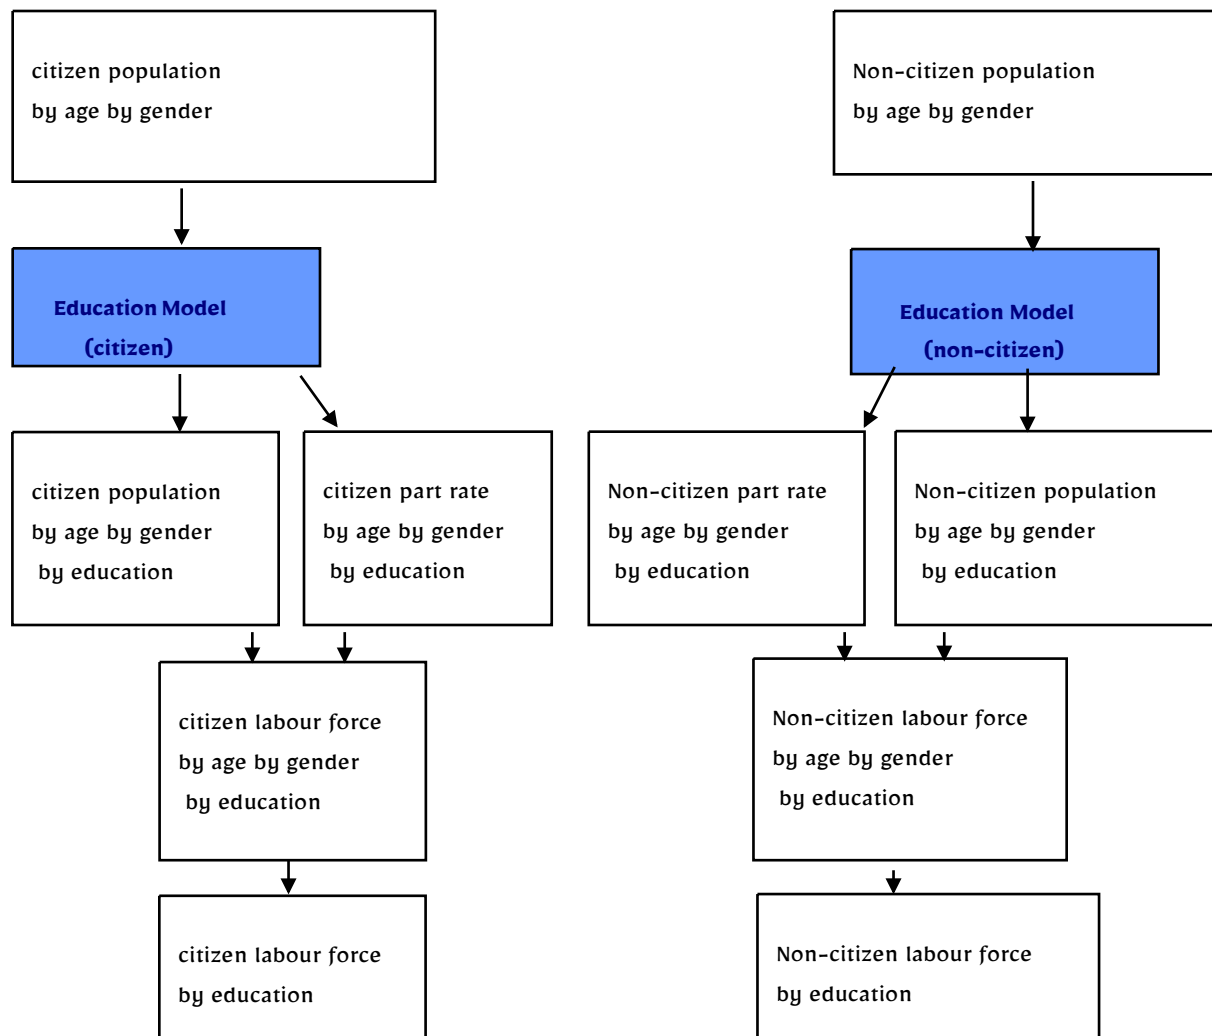 citizen population
by age by gender
Non-citizen population
by age by gender
Education Model
(citizen)
Education Model
(non-citizen)
citizen population
by age by gender
by education
citizen part rate
by age by gender
by education
Non-citizen part rate
by age by gender
by education
Non-citizen population
by age by gender
by education
citizen labour force
by age by gender
by education
Non-citizen labour force
by age by gender
by education
citizen labour force
by education
Non-citizen labour force
by education